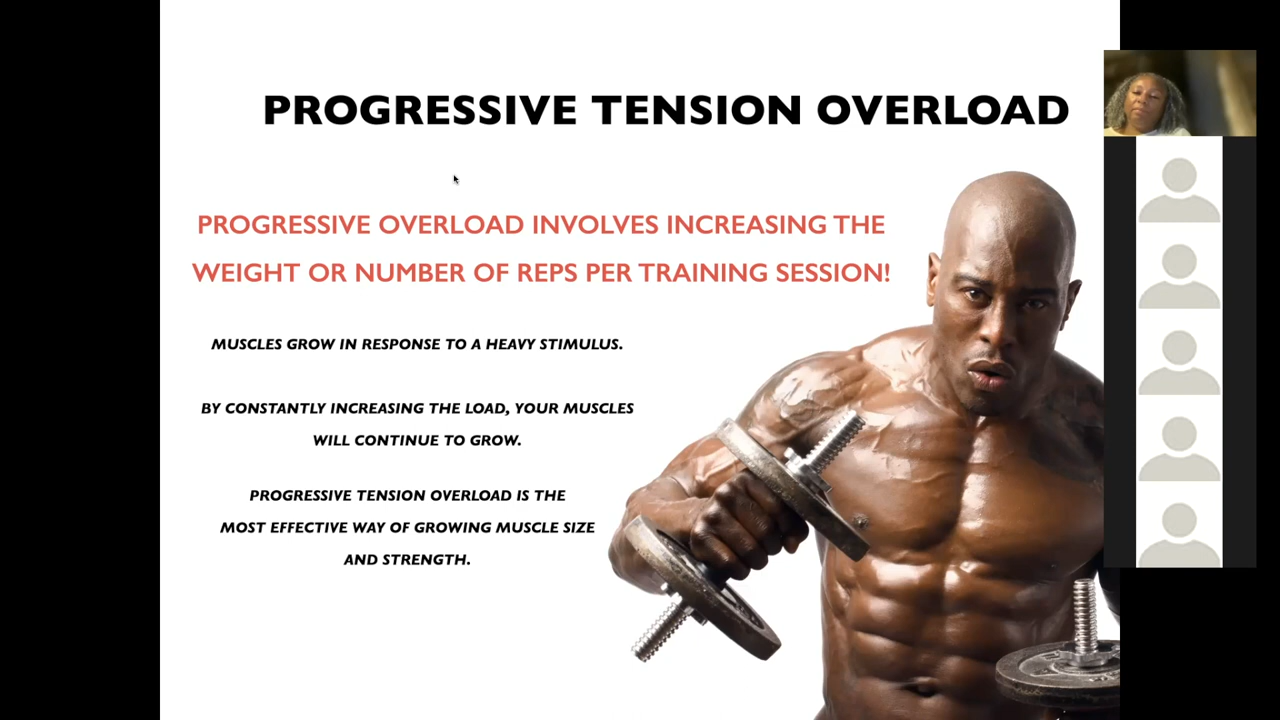 PROGRESSIVE TENSION OVERLOAD
PROGRESSIVE OVERLOAD INVOLVES INCREASING THE
WEIGHT OR NUMBER OF REPS PER TRAINING SESSION!
MUSCLES GROW IN RESPONSE TO A HEAVY STIMULUS.
BY CONSTANTLY INCREASING THE LOAD, YOUR MUSCLES
WILL CONTINUE TO GROW.
PROGRESSIVE TENSION OVERLOAD IS THE
MOST EFFECTIVE WAY OF GROWING MUSCLE SIZE
AND STRENGTH.